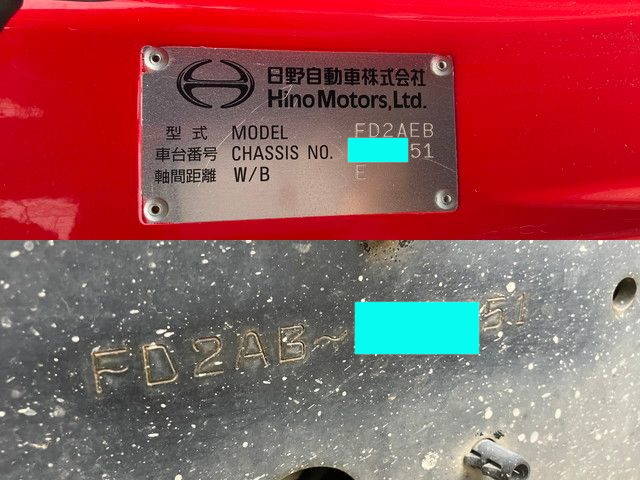 日野自動車株式会社
Hino Motors, Ltd.
型式 MODEL FD2AEB
車台番号 CHASSIS NO. 51
軸間距離 W/B E
FD2AB~ 51